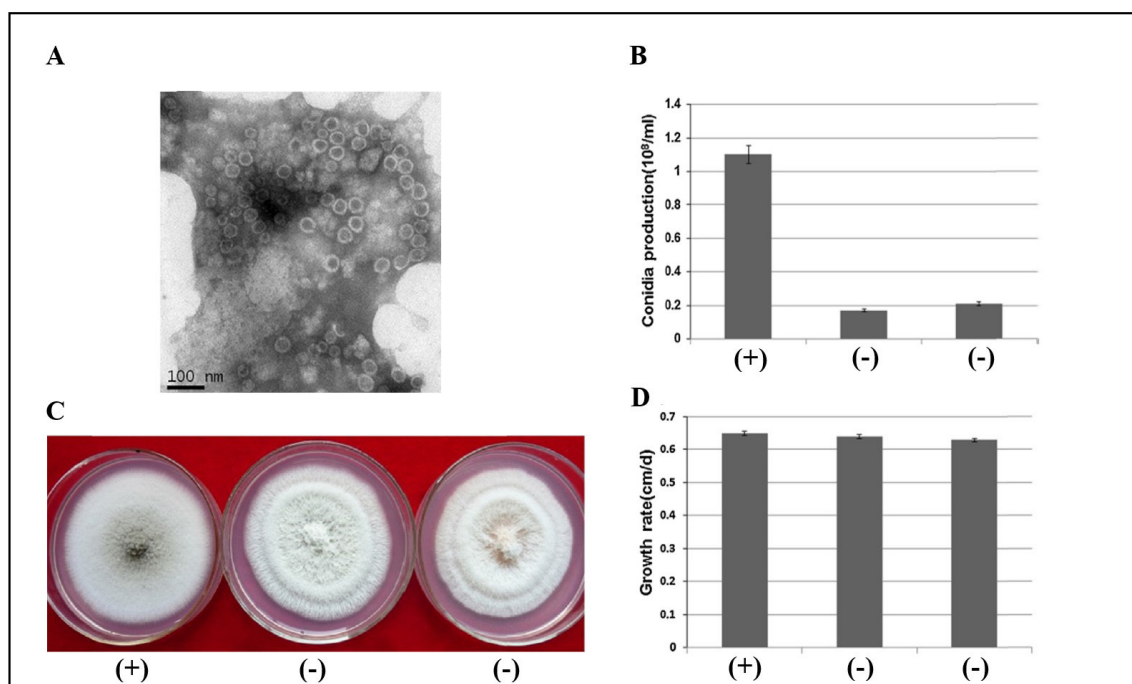 A
100 nm
B
Conidia production(10⁸/ml)
1.4
1.2
1
0.8
0.6
0.4
0.2
0
(+) (-) (-)
C
(+) (-) (-)
D
Growth rate(cm/d)
0.7
0.6
0.5
0.4
0.3
0.2
0.1
0
(+) (-) (-)